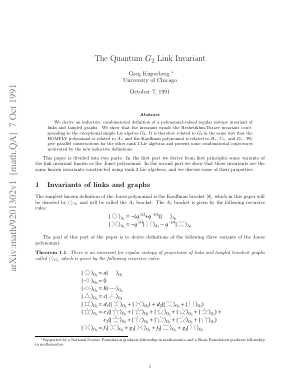 The Quantum G₂ Link Invariant
Greg Kuperberg *
University of Chicago
October 7, 1991
Abstract
We derive an inductive, combinatorial definition of a polynomial-valued regular isotopy invariant of
links and tangled graphs. We show that the invariant equals the Reshetikhin-Turaev invariant corre-
sponding to the exceptional simple Lie algebra G₂. It is therefore related to G₂ in the same way that the
HOMFLY polynomial is related to Aₙ and the Kauffman polynomial is related to Bₙ, Cₙ, and Dₙ. We
give parallel constructions for the other rank 2 Lie algebras and present some combinatorial conjectures
motivated by the new inductive definitions.
This paper is divided into two parts. In the first part we derive from first principles some variants of
the link invariant known as the Jones polynomial. In the second part we show that these invariants are the
same known invariants constructed using rank 2 Lie algebras, and we discuss some of their properties.
1 Invariants of links and graphs
The simplest known definition of the Jones polynomial is the Kauffman bracket [6], which in this paper will
be denoted by ⟨·⟩A₁ and will be called the A₁ bracket. The A₁ bracket is given by the following recursive
rules:
The goal of this part of the paper is to derive definitions of the following three variants of the Jones
polynomial:
Theorem 1.1. There is an invariant for regular isotopy of projections of links and tangled trivalent graphs
called ⟨·⟩G₂ which is given by the following recursive rules:
*Supported by a National Science Foundation graduate fellowship in mathematics and a Sloan Foundation graduate fellowship
in mathematics
1
arXiv:math/9201302v1 [math.QA] 7 Oct 1991